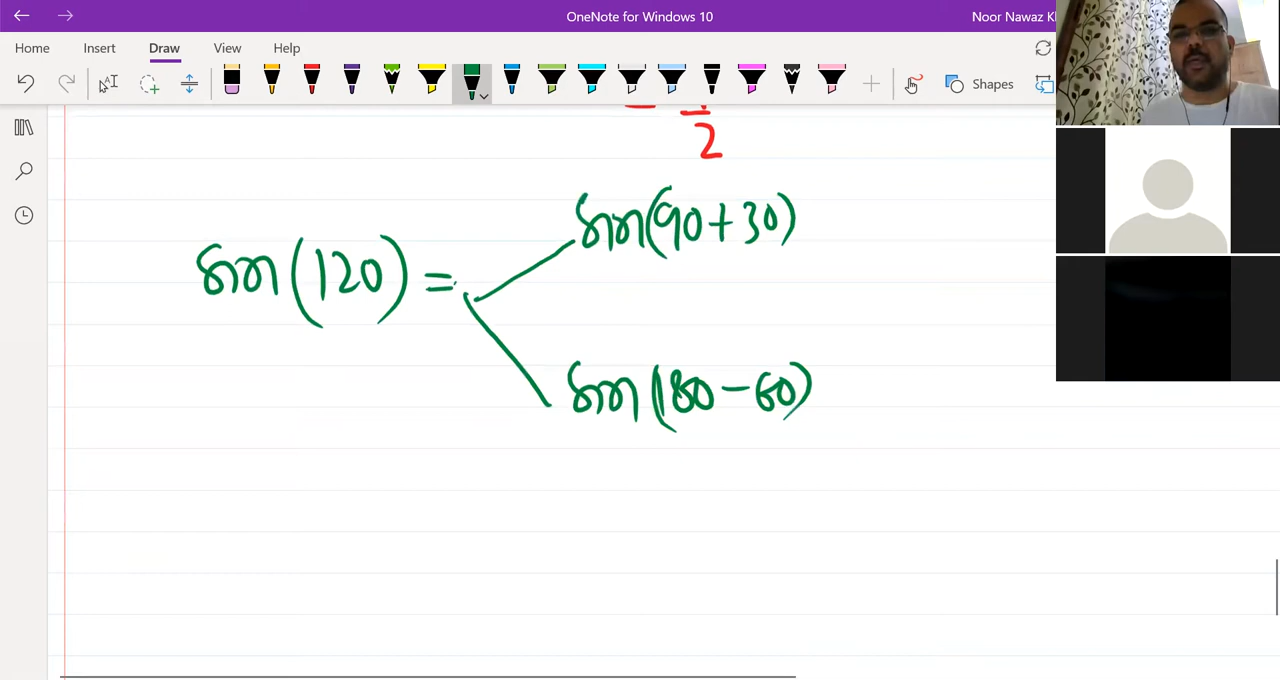 OneNote for Windows 10
Noor Nawaz Kh
Home Insert Draw View Help
Shapes
2
sin(90+30)
sin(120) =
sin(180-60)